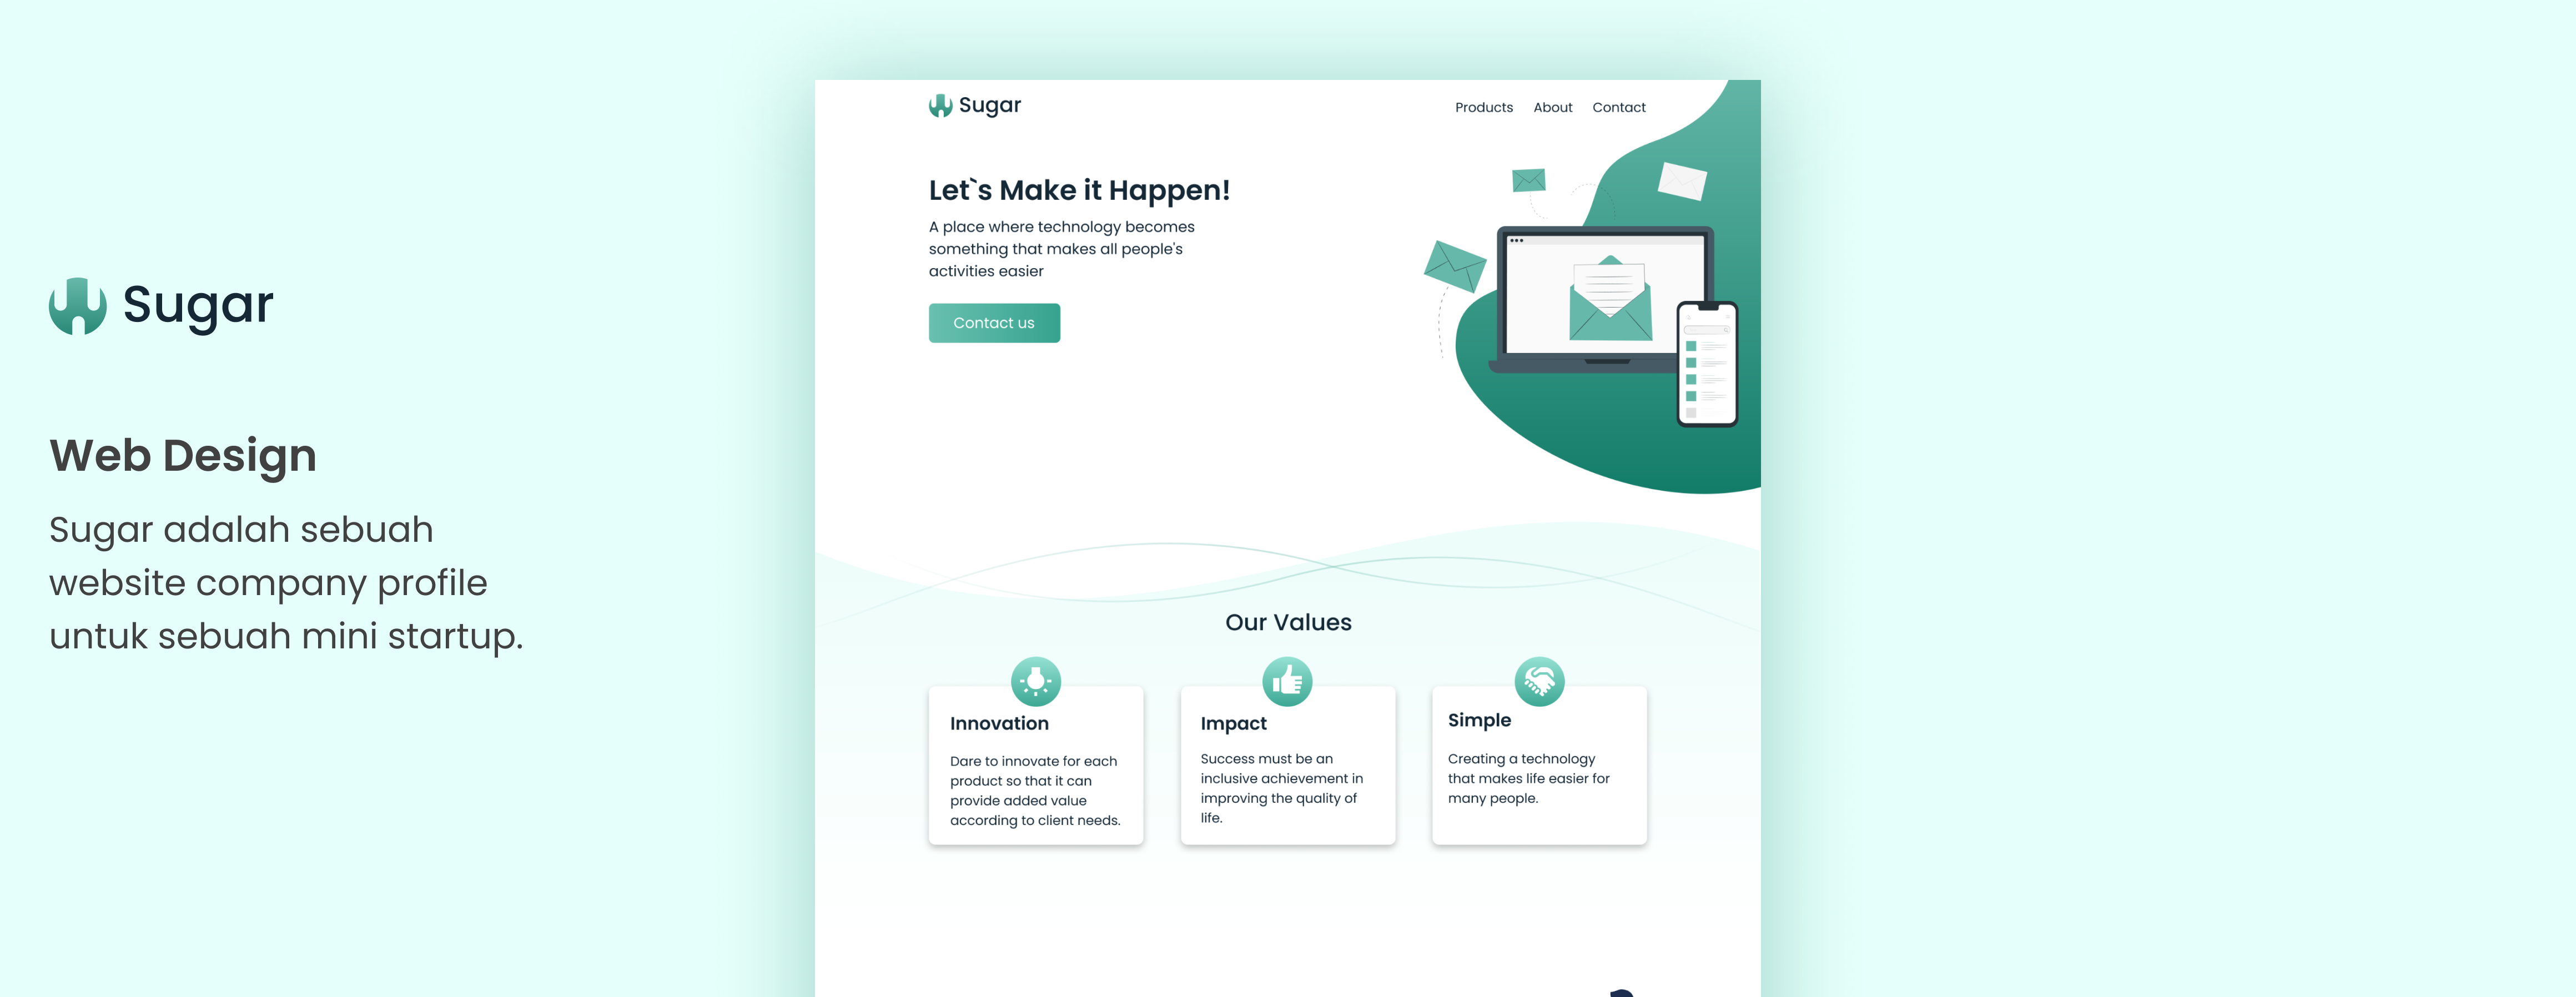 Sugar
Web Design
Sugar adalah sebuah
website company profile
untuk sebuah mini startup.
Sugar
Products About Contact
Let`s Make it Happen!
A place where technology becomes
something that makes all people's
activities easier
Contact us
Our Values
Innovation
Dare to innovate for each
product so that it can
provide added value
according to client needs.
Impact
Success must be an
inclusive achievement in
improving the quality of
life.
Simple
Creating a technology
that makes life easier for
many people.